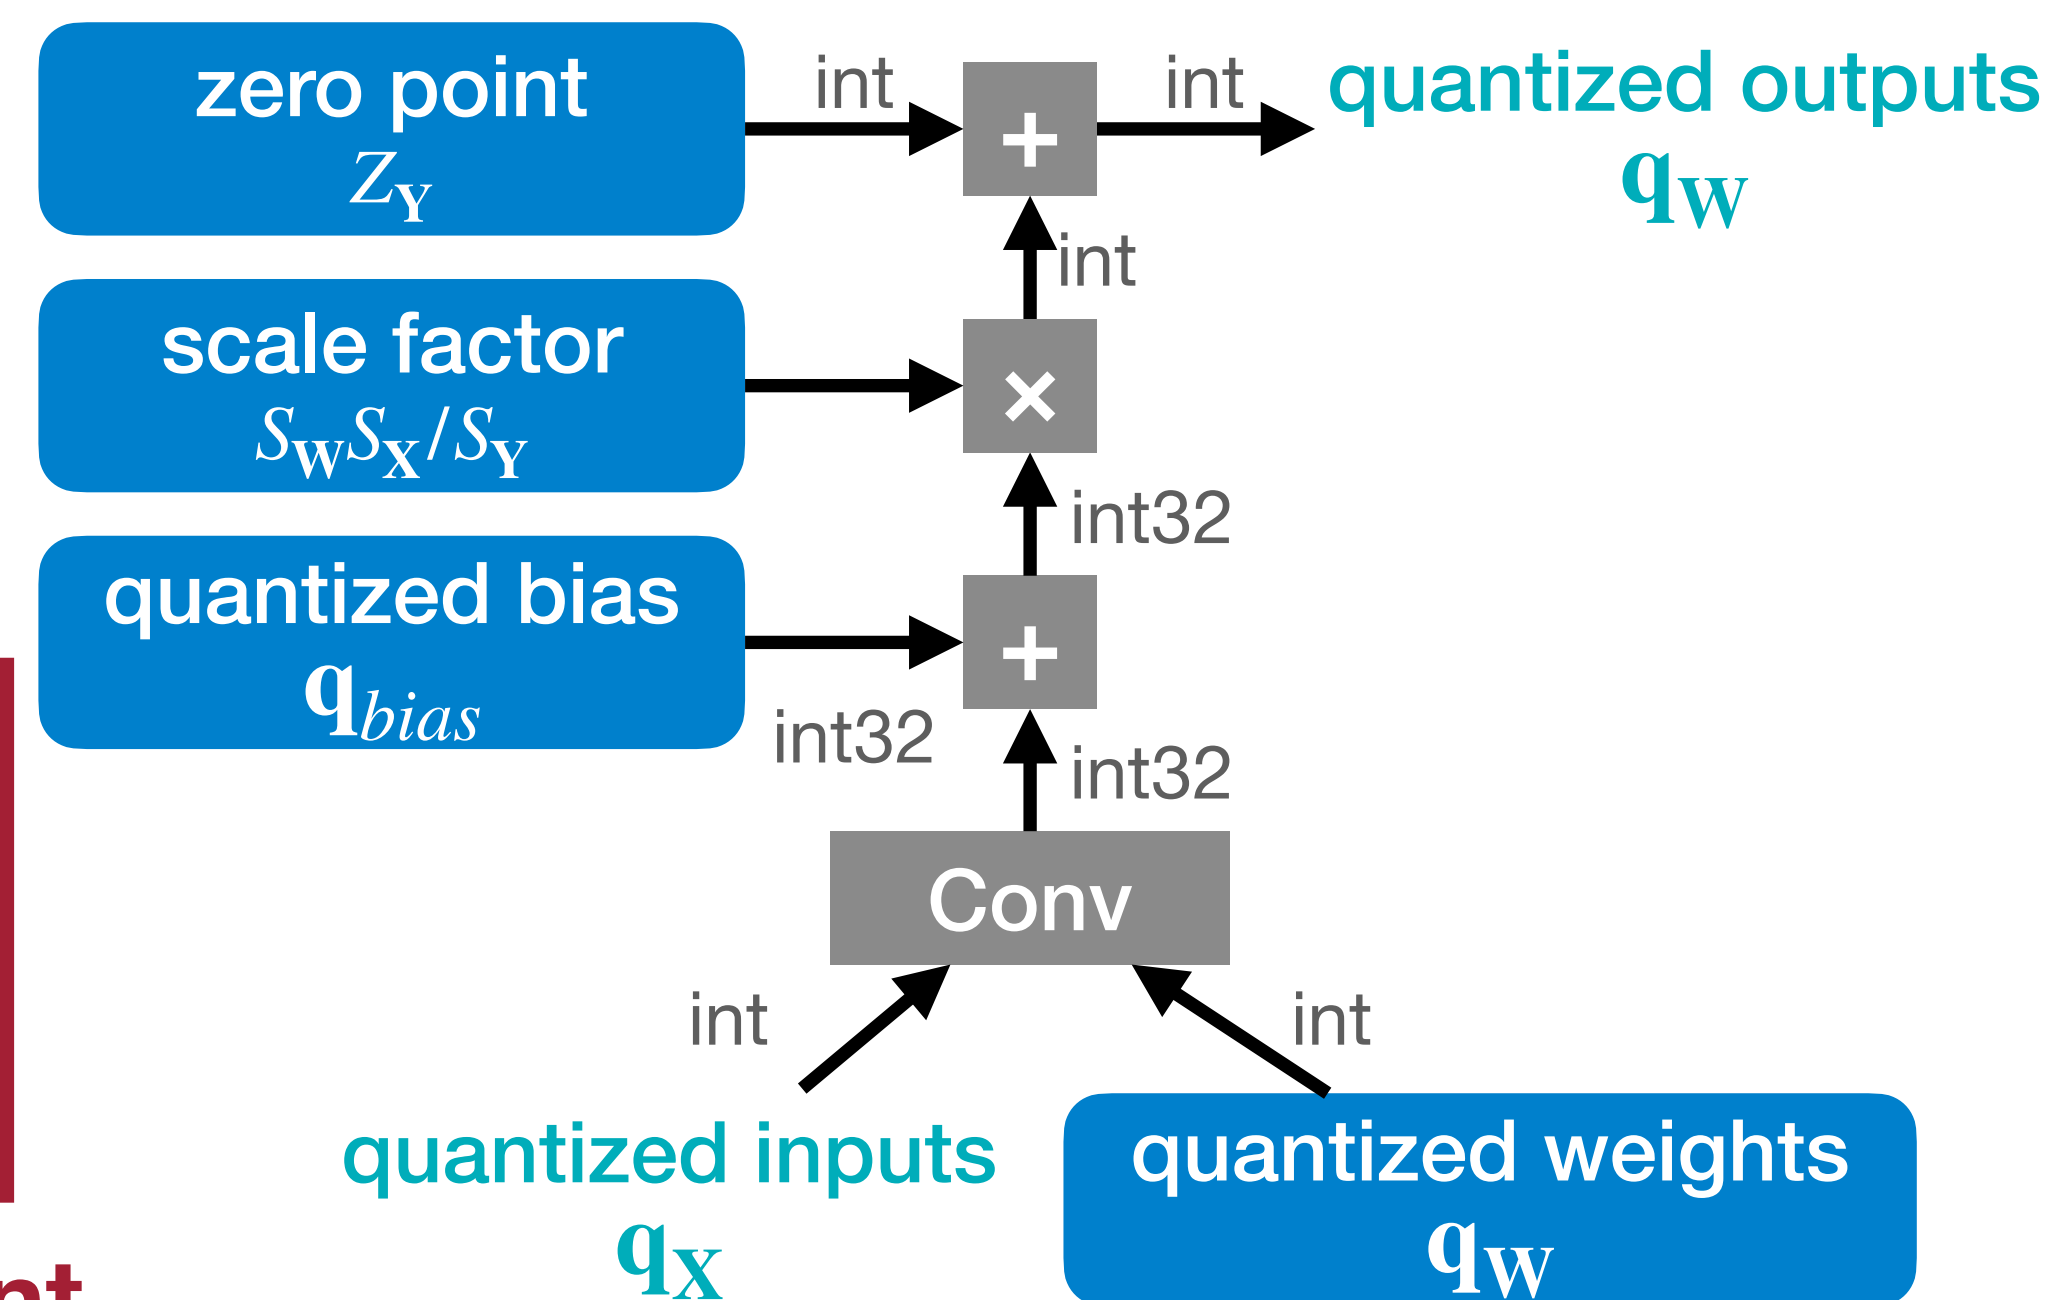 zero point
Z_Y
int
+
int
quantized outputs
q_W
int
scale factor
S_W S_X / S_Y
×
int32
quantized bias
q_bias
+
int32
int32
Conv
int
int
quantized inputs
q_X
quantized weights
q_W
nt